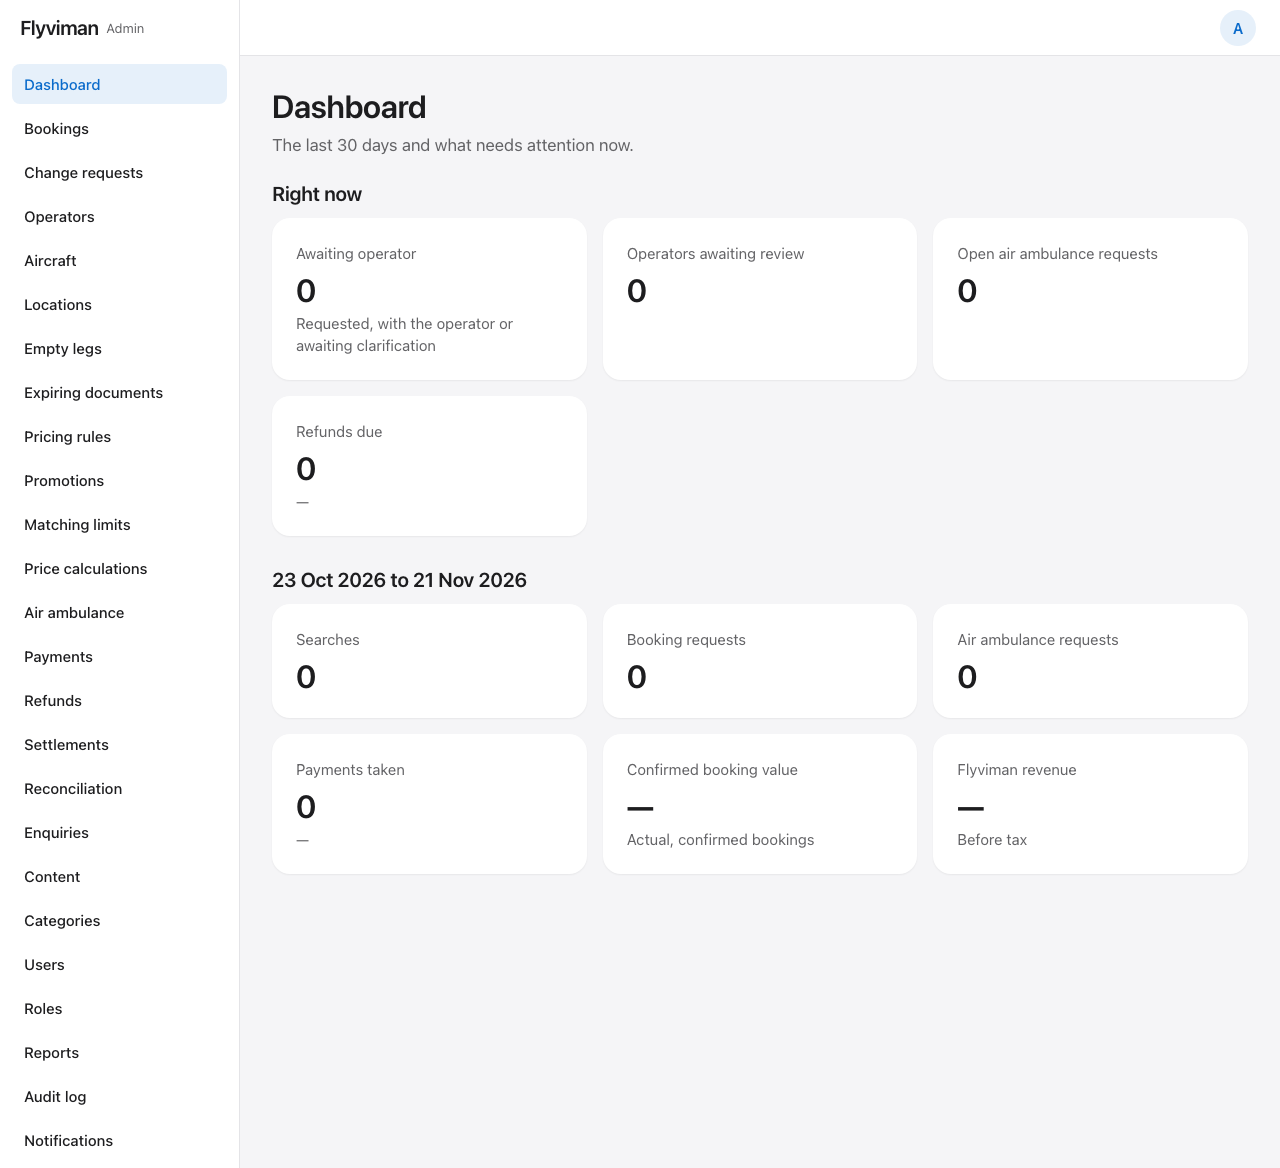 Flyviman Admin
A
Dashboard
Bookings
Change requests
Operators
Aircraft
Locations
Empty legs
Expiring documents
Pricing rules
Promotions
Matching limits
Price calculations
Air ambulance
Payments
Refunds
Settlements
Reconciliation
Enquiries
Content
Categories
Users
Roles
Reports
Audit log
Notifications
Dashboard
The last 30 days and what needs attention now.
Right now
Awaiting operator
0
Requested, with the operator or
awaiting clarification
Operators awaiting review
0
Open air ambulance requests
0
Refunds due
0
—
23 Oct 2026 to 21 Nov 2026
Searches
0
Booking requests
0
Air ambulance requests
0
Payments taken
0
—
Confirmed booking value
—
Actual, confirmed bookings
Flyviman revenue
—
Before tax